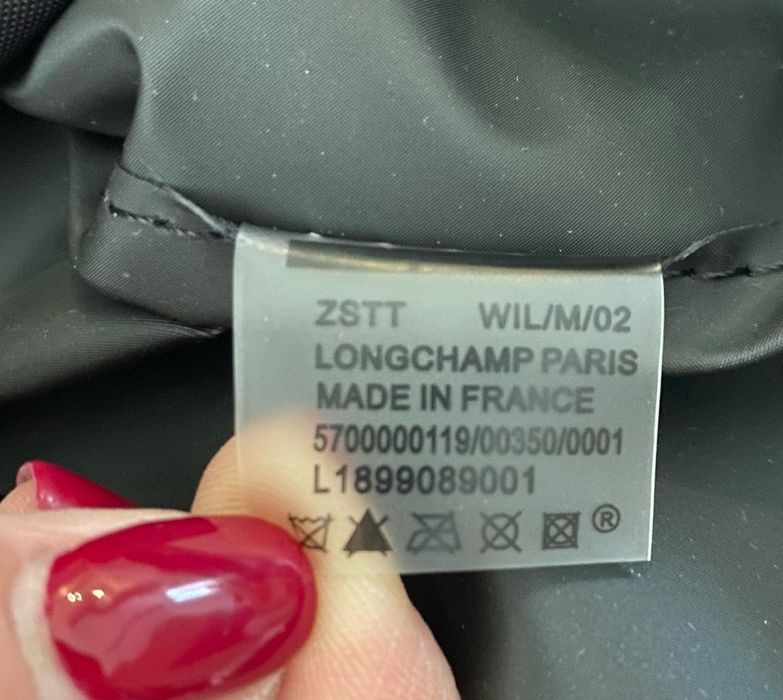 ZSTT WIL/M/02
LONGCHAMP PARIS
MADE IN FRANCE
5700000119/00350/0001
L1899089001
®